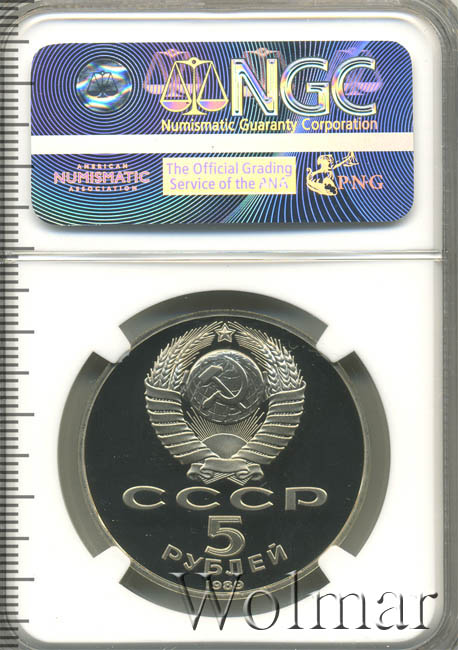 NGC
Numismatic Guaranty Corporation
AMERICAN
NUMISMATIC
ASSOCIATION
The Official Grading
Service of the ANA
PNG
СССР
5
РУБЛЕЙ
1989
Wolmar